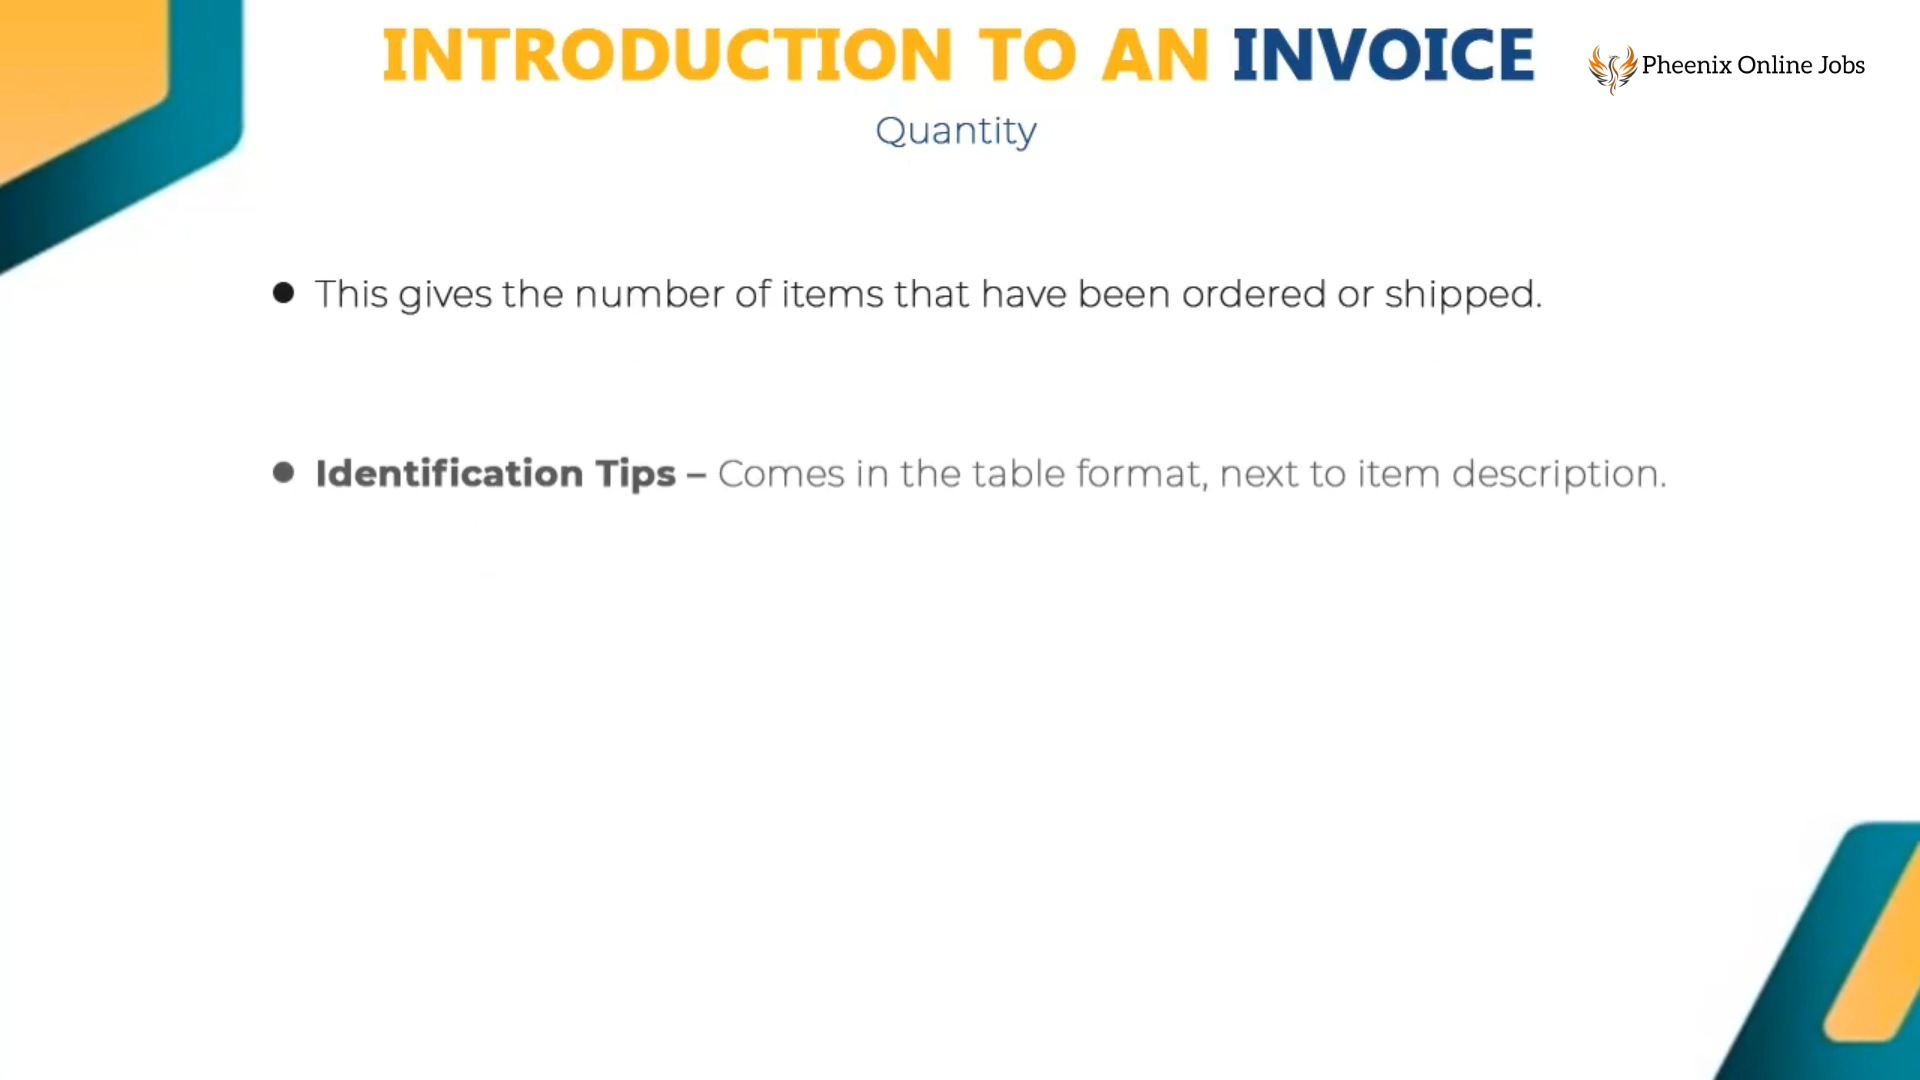 INTRODUCTION TO AN INVOICE
Pheenix Online Jobs
Quantity
● This gives the number of items that have been ordered or shipped.
● Identification Tips – Comes in the table format, next to item description.